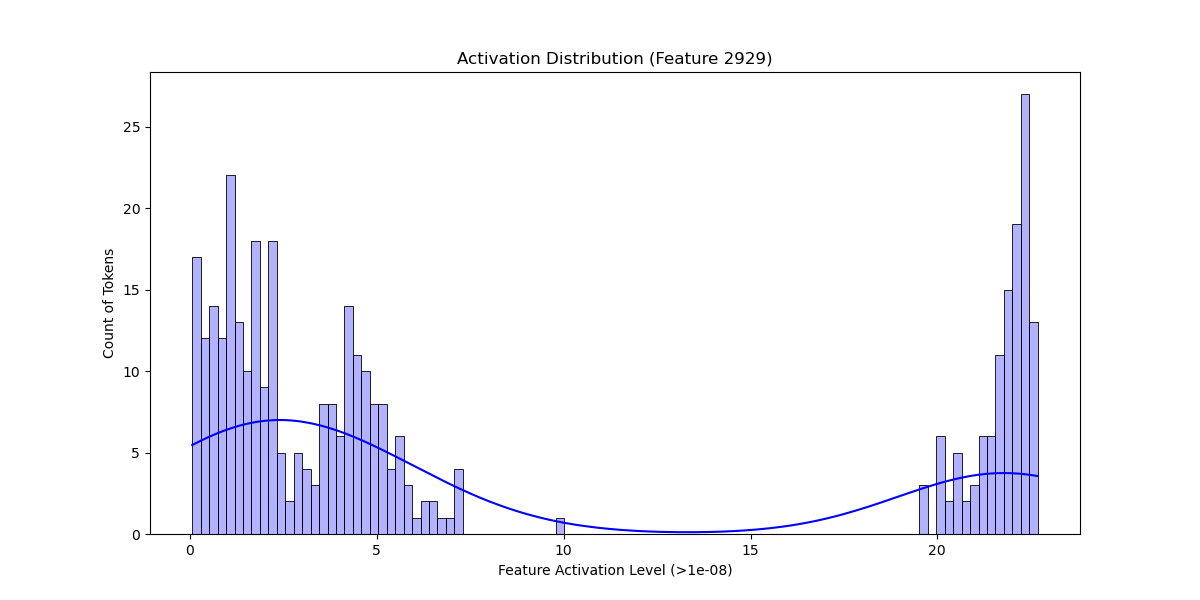 Activation Distribution (Feature 2929)
Count of Tokens
25
20
15
10
5
0
0 5 10 15 20
Feature Activation Level (>1e-08)